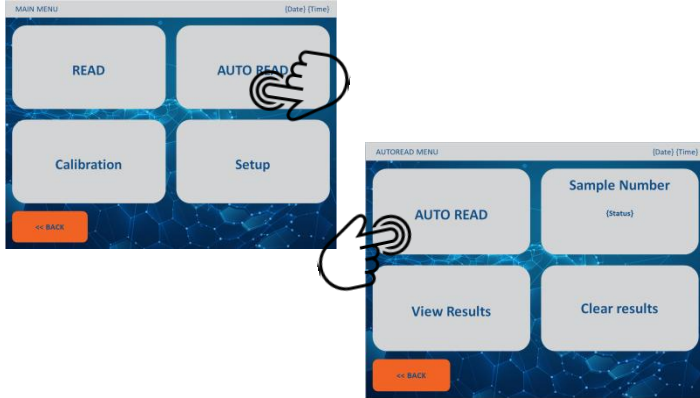 MAIN MENU
{Date} {Time}
READ
AUTO READ
Calibration
Setup
<< BACK
AUTOREAD MENU
{Date} {Time}
AUTO READ
Sample Number
{Status}
View Results
Clear results
<< BACK